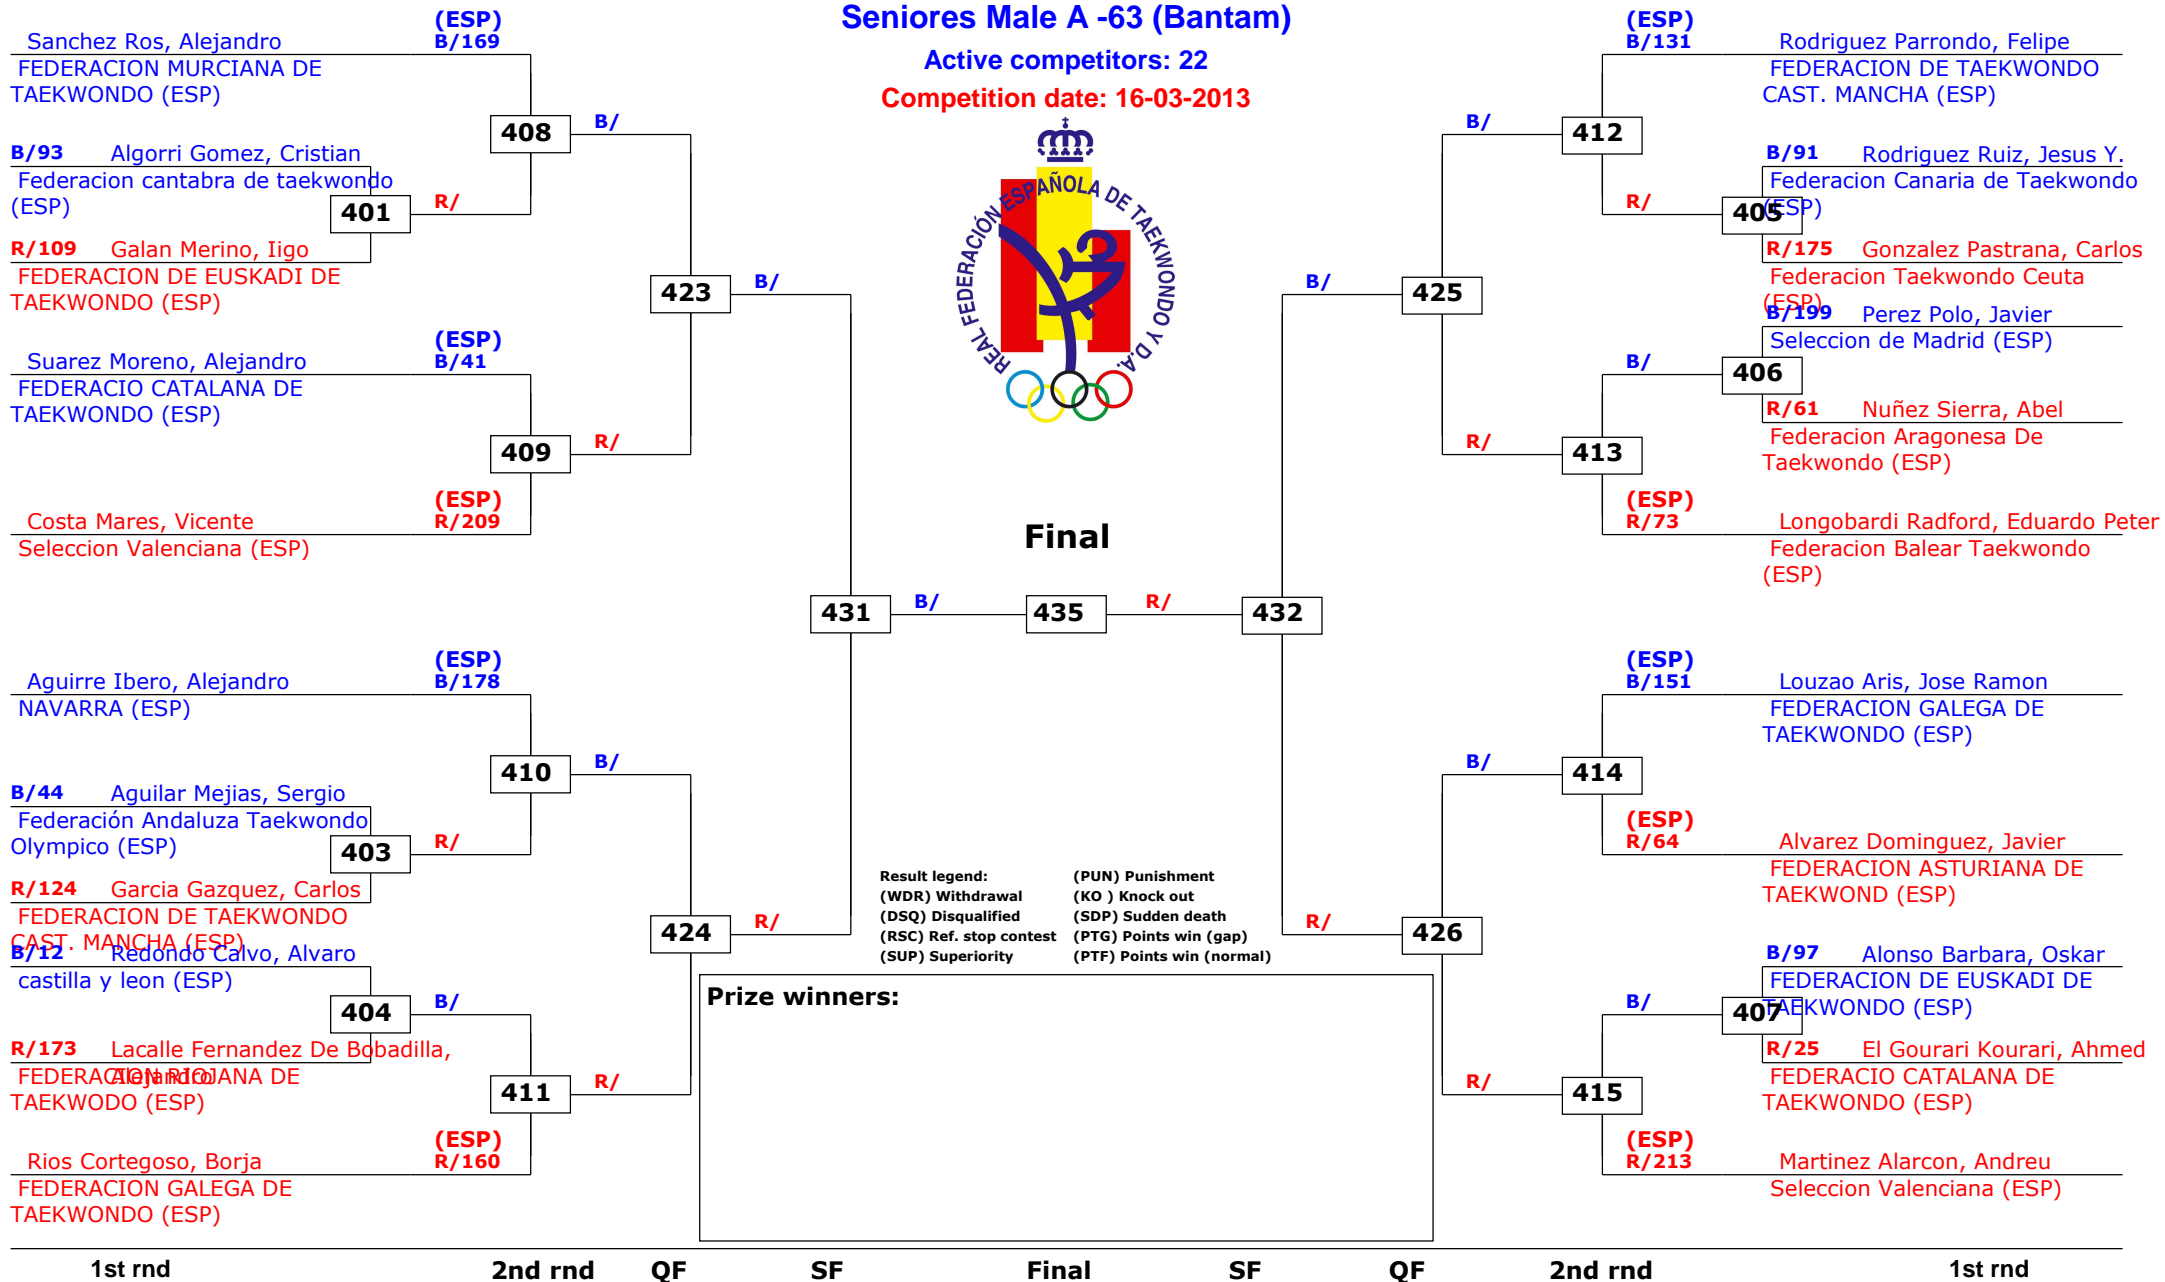 Seniores Male A -63 (Bantam)
Active competitors: 22
Competition date: 16-03-2013
REAL FEDERACIÓN ESPAÑOLA DE TAEKWONDO Y D.A.
(ESP)
Sanchez Ros, Alejandro B/169
FEDERACION MURCIANA DE
TAEKWONDO (ESP)
408 B/
B/93 Algorri Gomez, Cristian
Federacion cantabra de taekwondo
(ESP)
401 R/
R/109 Galan Merino, Iigo
FEDERACION DE EUSKADI DE
TAEKWONDO (ESP)
423 B/
(ESP)
Suarez Moreno, Alejandro B/41
FEDERACIO CATALANA DE
TAEKWONDO (ESP)
409 R/
(ESP)
Costa Mares, Vicente R/209
Seleccion Valenciana (ESP)
431 B/
(ESP)
Aguirre Ibero, Alejandro B/178
NAVARRA (ESP)
410 B/
B/44 Aguilar Mejias, Sergio
Federación Andaluza Taekwondo
Olympico (ESP)
403 R/
R/124 Garcia Gazquez, Carlos
FEDERACION DE TAEKWONDO
CAST. MANCHA (ESP)
424 R/
B/12 Redondo Calvo, Alvaro
castilla y leon (ESP)
404 B/
R/173 Lacalle Fernandez De Bobadilla,
Alejandro
FEDERACION RIOJANA DE
TAEKWODO (ESP)
411 R/
(ESP)
Rios Cortegoso, Borja R/160
FEDERACION GALEGA DE
TAEKWONDO (ESP)
Final
435
(ESP)
B/131 Rodriguez Parrondo, Felipe
FEDERACION DE TAEKWONDO
CAST. MANCHA (ESP)
B/ 412
B/91 Rodriguez Ruiz, Jesus Y.
Federacion Canaria de Taekwondo
(ESP)
R/ 405
R/175 Gonzalez Pastrana, Carlos
Federacion Taekwondo Ceuta
(ESP)
B/ 425
B/199 Perez Polo, Javier
Seleccion de Madrid (ESP)
B/ 406
R/61 Nuñez Sierra, Abel
Federacion Aragonesa De
Taekwondo (ESP)
R/ 413
(ESP)
R/73 Longobardi Radford, Eduardo Peter
Federacion Balear Taekwondo
(ESP)
R/ 432
(ESP)
B/151 Louzao Aris, Jose Ramon
FEDERACION GALEGA DE
TAEKWONDO (ESP)
B/ 414
(ESP)
R/64 Alvarez Dominguez, Javier
FEDERACION ASTURIANA DE
TAEKWOND (ESP)
R/ 426
B/97 Alonso Barbara, Oskar
FEDERACION DE EUSKADI DE
TAEKWONDO (ESP)
B/ 407
R/25 El Gourari Kourari, Ahmed
FEDERACIO CATALANA DE
TAEKWONDO (ESP)
R/ 415
(ESP)
R/213 Martinez Alarcon, Andreu
Seleccion Valenciana (ESP)
Result legend: (PUN) Punishment
(WDR) Withdrawal (KO ) Knock out
(DSQ) Disqualified (SDP) Sudden death
(RSC) Ref. stop contest (PTG) Points win (gap)
(SUP) Superiority (PTF) Points win (normal)
Prize winners:
1st rnd 2nd rnd QF SF Final SF QF 2nd rnd 1st rnd